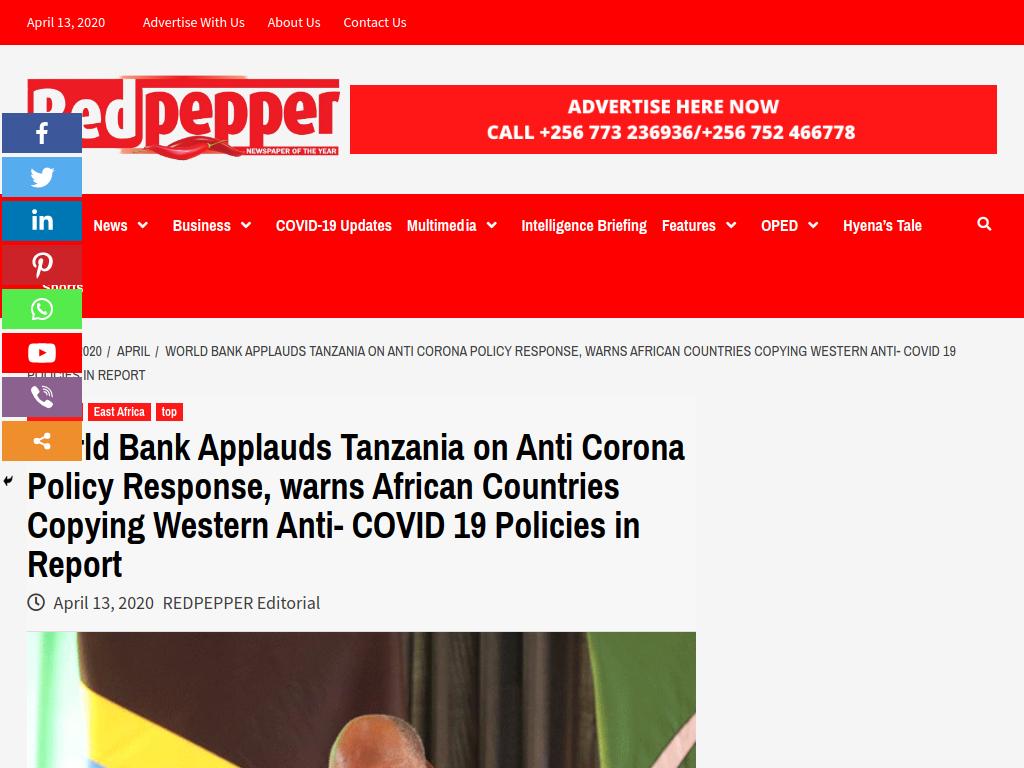 April 13, 2020 Advertise With Us About Us Contact Us
Redpepper
NEWSPAPER OF THE YEAR
ADVERTISE HERE NOW
CALL +256 773 236936/+256 752 466778
News Business COVID-19 Updates Multimedia Intelligence Briefing Features OPED Hyena's Tale
Sports
2020 / APRIL / WORLD BANK APPLAUDS TANZANIA ON ANTI CORONA POLICY RESPONSE, WARNS AFRICAN COUNTRIES COPYING WESTERN ANTI- COVID 19
POLICIES IN REPORT
East Africa top
World Bank Applauds Tanzania on Anti Corona
Policy Response, warns African Countries
Copying Western Anti- COVID 19 Policies in
Report
April 13, 2020 REDPEPPER Editorial